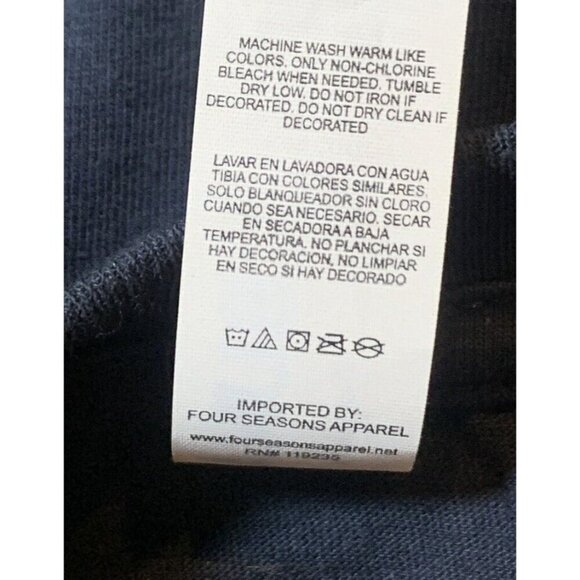 MACHINE WASH WARM LIKE
COLORS. ONLY NON-CHLORINE
BLEACH WHEN NEEDED. TUMBLE
DRY LOW. DO NOT IRON IF
DECORATED. DO NOT DRY CLEAN IF
DECORATED
LAVAR EN LAVADORA CON AGUA
TIBIA CON COLORES SIMILARES.
SOLO BLANQUEADOR SIN CLORO
CUANDO SEA NECESARIO. SECAR
EN SECADORA A BAJA
TEMPERATURA. NO PLANCHAR SI
HAY DECORACION. NO LIMPIAR
EN SECO SI HAY DECORADO
IMPORTED BY:
FOUR SEASONS APPAREL
www.fourseasonsapparel.net
RN# 119235